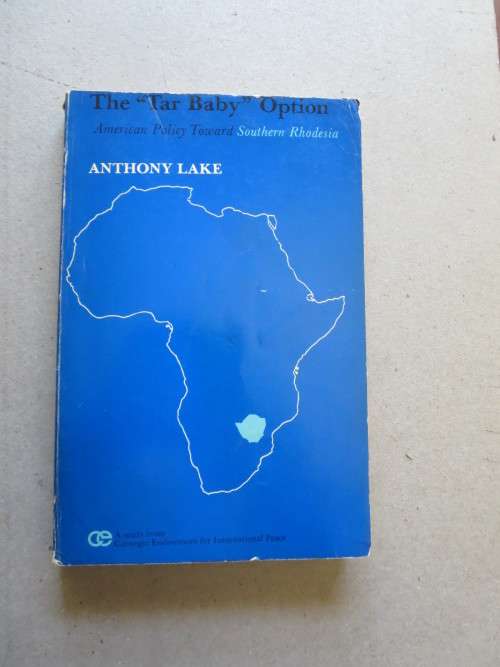 The "Tar Baby" Option
American Policy Toward Southern Rhodesia
ANTHONY LAKE
A study from
Carnegie Endowment for International Peace